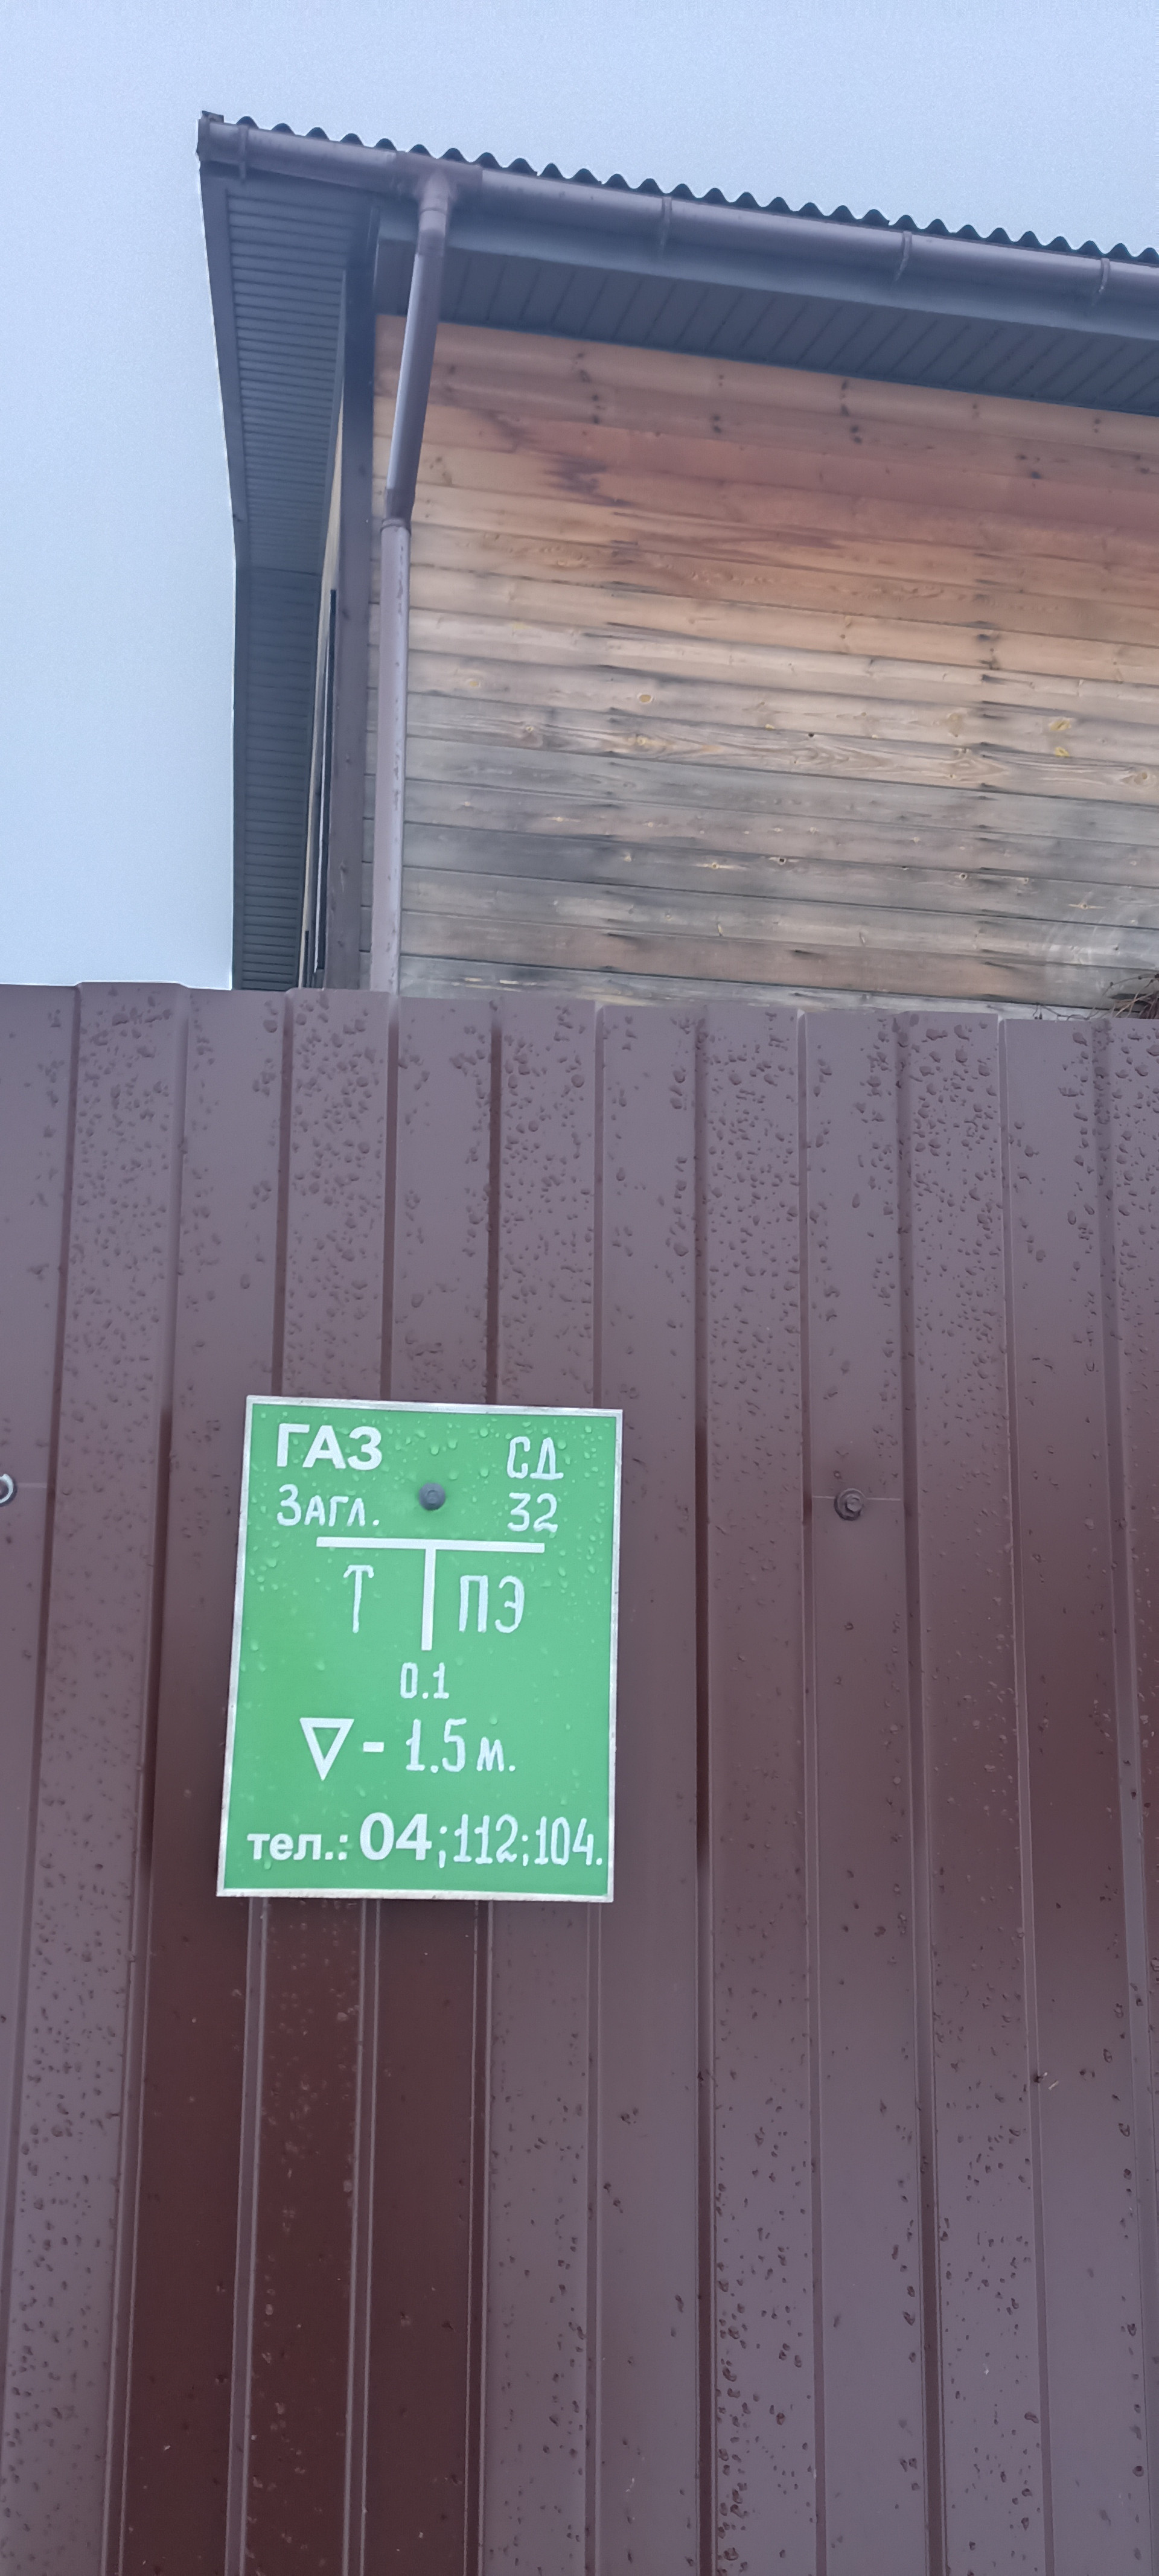 ГАЗ СД
ЗАГЛ. 32
Т ПЭ
0.1
- 1.5 м.
тел.: 04;112;104.